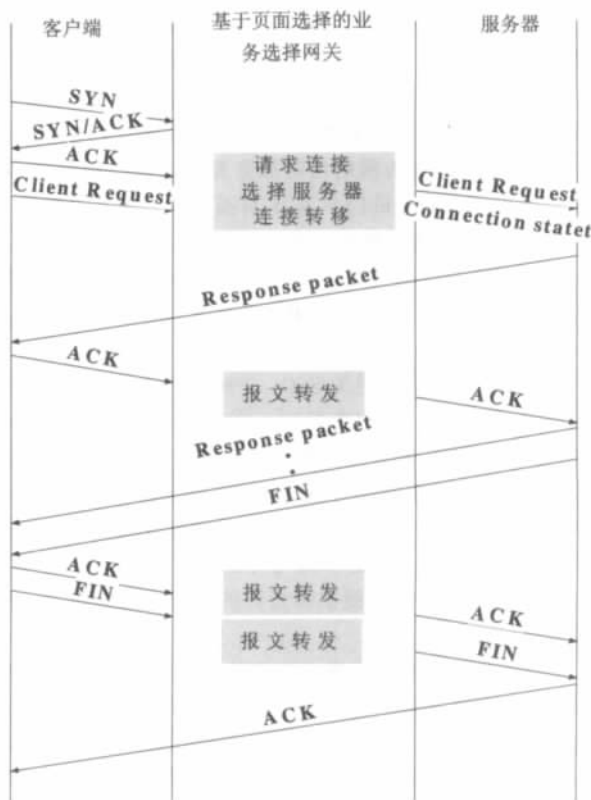 客户端
基于页面选择的业
务选择网关
服务器
SYN
SYN/ACK
ACK
Client Request
请求连接
选择服务器
连接转移
Client Request
Connection statet
Response packet
ACK
报文转发
ACK
Response packet
FIN
ACK
FIN
报文转发
报文转发
ACK
FIN
ACK